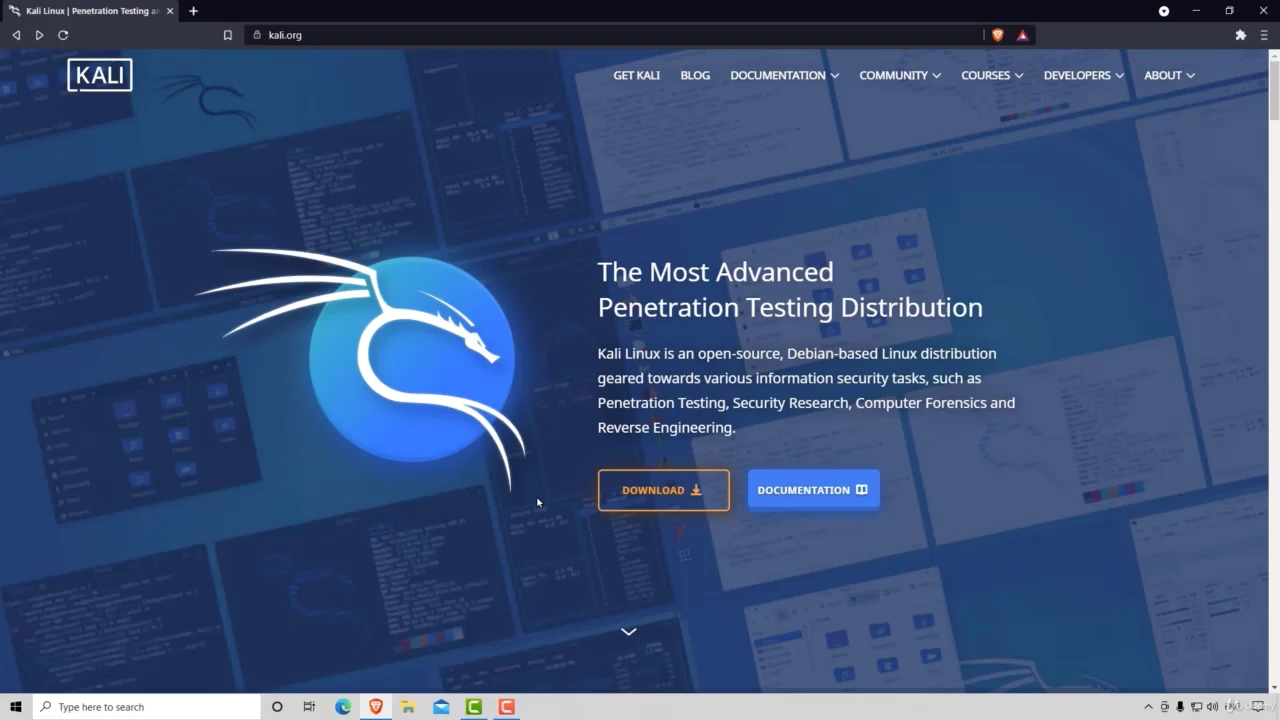 Kali Linux | Penetration Testing an
kali.org
KALI
GET KALI
BLOG
DOCUMENTATION
COMMUNITY
COURSES
DEVELOPERS
ABOUT
The Most Advanced
Penetration Testing Distribution
Kali Linux is an open-source, Debian-based Linux distribution
geared towards various information security tasks, such as
Penetration Testing, Security Research, Computer Forensics and
Reverse Engineering.
DOWNLOAD
DOCUMENTATION
Type here to search